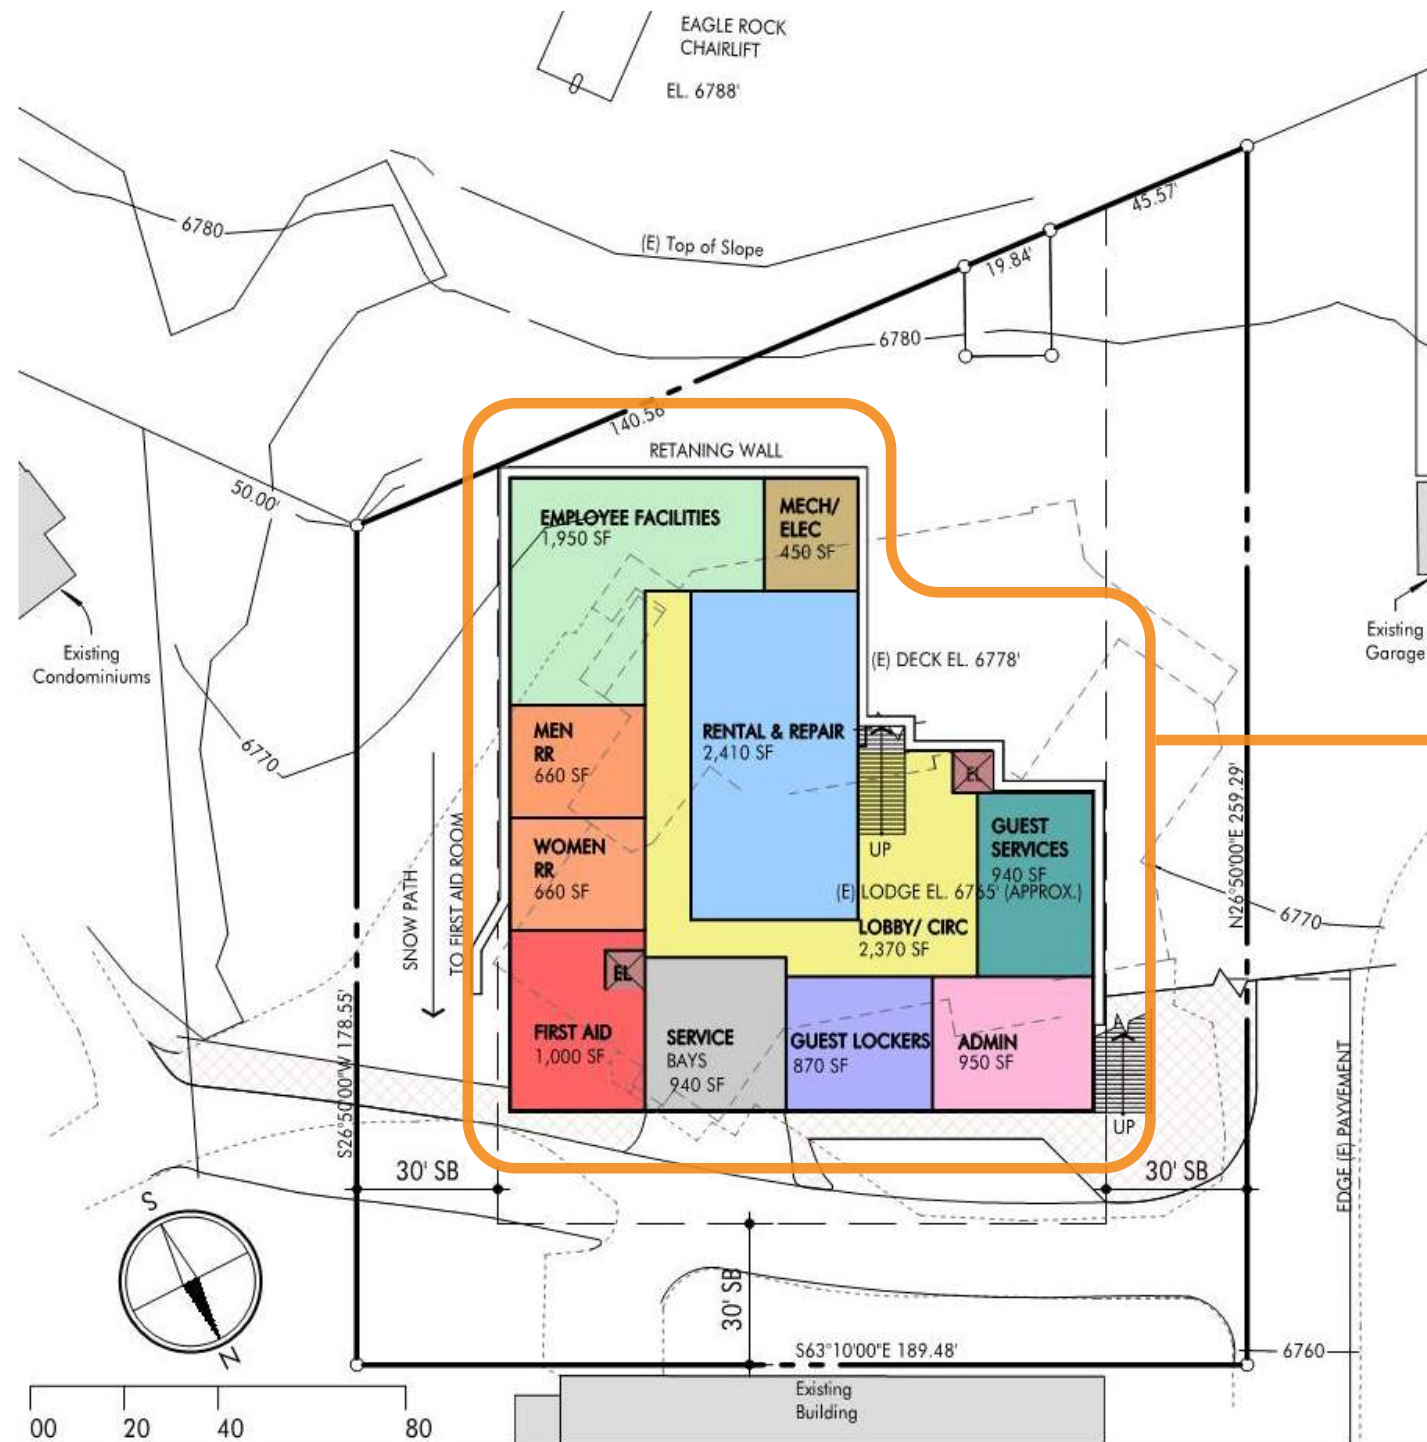 EAGLE ROCK
CHAIRLIFT
EL. 6788'
45.57'
6780
(E) Top of Slope
19.84'
6780
140.56
RETANING WALL
50.00'
EMPLOYEE FACILITIES
1,950 SF
MECH/
ELEC
450 SF
Existing
Condominiums
Existing
Garage
(E) DECK EL. 6778'
6770
MEN
RR
660 SF
RENTAL & REPAIR
2,410 SF
EL
N26°50'00"E 259.29'
GUEST
SERVICES
940 SF
UP
WOMEN
RR
660 SF
SNOW PATH
TO FIRST AID ROOM
(E) LODGE EL. 6765' (APPROX.)
6770
LOBBY/ CIRC
2,370 SF
EL
FIRST AID
1,000 SF
SERVICE
BAYS
940 SF
GUEST LOCKERS
870 SF
ADMIN
950 SF
S26°50'00"W 178.55'
EDGE (E) PAYVEMENT
UP
30' SB
30' SB
S
N
30' SB
S63°10'00"E 189.48'
6760
Existing
Building
00 20 40 80